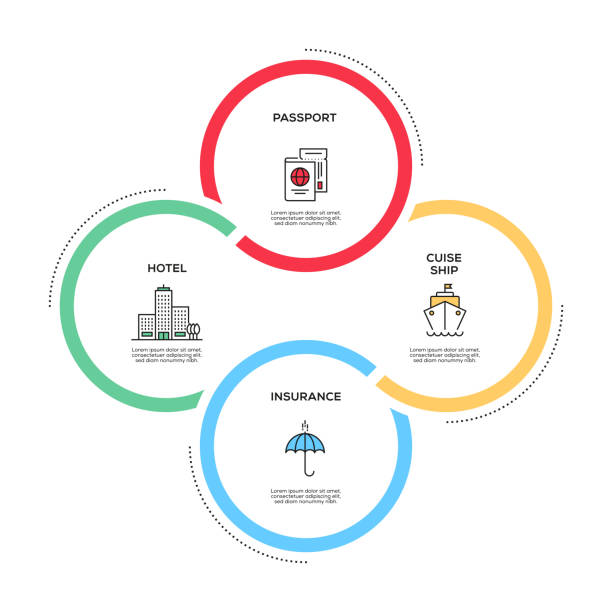 PASSPORT
Lorem ipsum dolor sit amet,
consectetuer adipiscing elit,
sed diam nonummy nibh.
HOTEL
Lorem ipsum dolor sit amet,
consectetuer adipiscing elit,
sed diam nonummy nibh.
CUISE
SHIP
Lorem ipsum dolor sit amet,
consectetuer adipiscing elit,
sed diam nonummy nibh.
INSURANCE
Lorem ipsum dolor sit amet,
consectetuer adipiscing elit,
sed diam nonummy nibh.